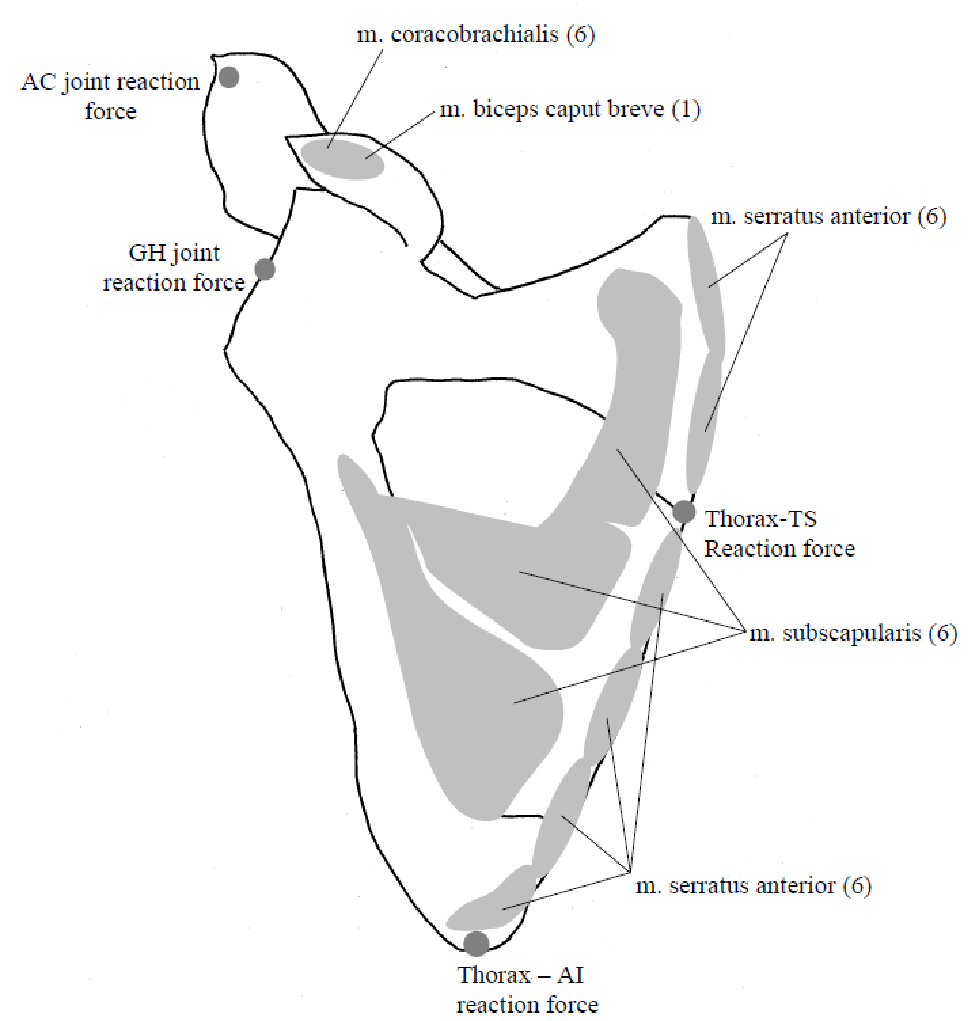 m. coracobrachialis (6)
AC joint reaction
force
m. biceps caput breve (1)
m. serratus anterior (6)
GH joint
reaction force
Thorax-TS
Reaction force
m. subscapularis (6)
m. serratus anterior (6)
Thorax – AI
reaction force